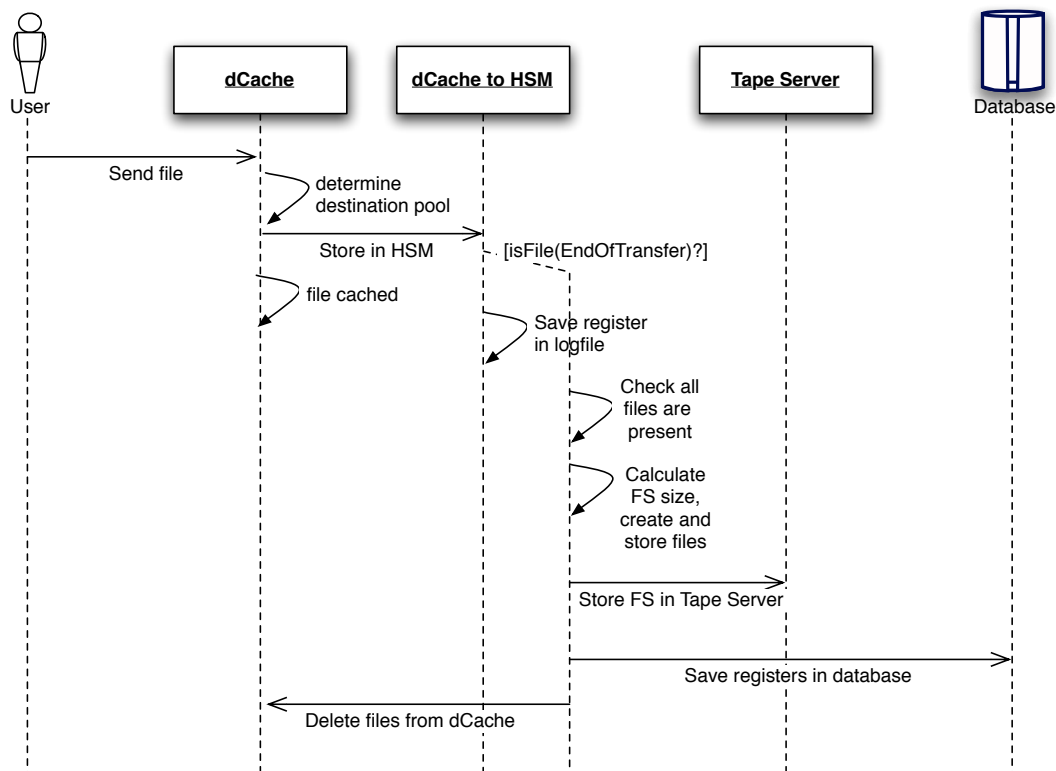 dCache
dCache to HSM
Tape Server
User
Database
Send file
determine
destination pool
Store in HSM
[isFile(EndOfTransfer)?]
file cached
Save register
in logfile
Check all
files are
present
Calculate
FS size,
create and
store files
Store FS in Tape Server
Save registers in database
Delete files from dCache